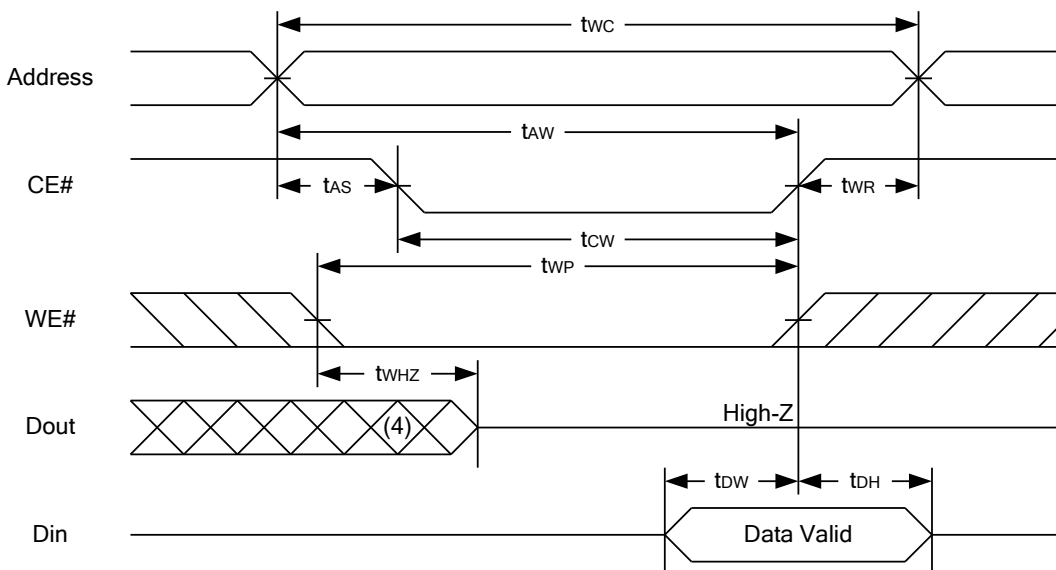 tWC
Address
tAW
CE#
tAS
tWR
tCW
tWP
WE#
tWHZ
Dout
(4)
High-Z
tDW
tDH
Din
Data Valid